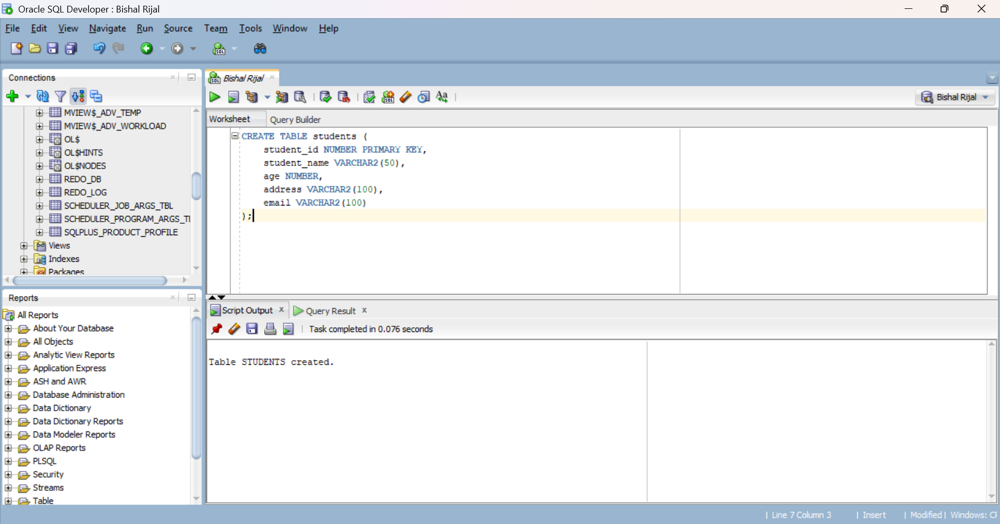 Oracle SQL Developer : Bishal Rijal
File Edit View Navigate Run Source Team Tools Window Help
Connections
MVIEW$_ADV_TEMP
MVIEW$_ADV_WORKLOAD
OL$
OL$HINTS
OL$NODES
REDO_DB
REDO_LOG
SCHEDULER_JOB_ARGS_TBL
SCHEDULER_PROGRAM_ARGS_T
SQLPLUS_PRODUCT_PROFILE
Views
Indexes
Packages
Reports
All Reports
About Your Database
All Objects
Analytic View Reports
Application Express
ASH and AWR
Database Administration
Data Dictionary
Data Dictionary Reports
Data Modeler Reports
OLAP Reports
PLSQL
Security
Streams
Table
Bishal Rijal
Bishal Rijal
Worksheet Query Builder
CREATE TABLE students (
student_id NUMBER PRIMARY KEY,
student_name VARCHAR2(50),
age NUMBER,
address VARCHAR2(100),
email VARCHAR2(100)
);
Script Output Query Result
Task completed in 0.076 seconds
Table STUDENTS created.
| Line 7 Column 3 | Insert | Modified | Windows: C